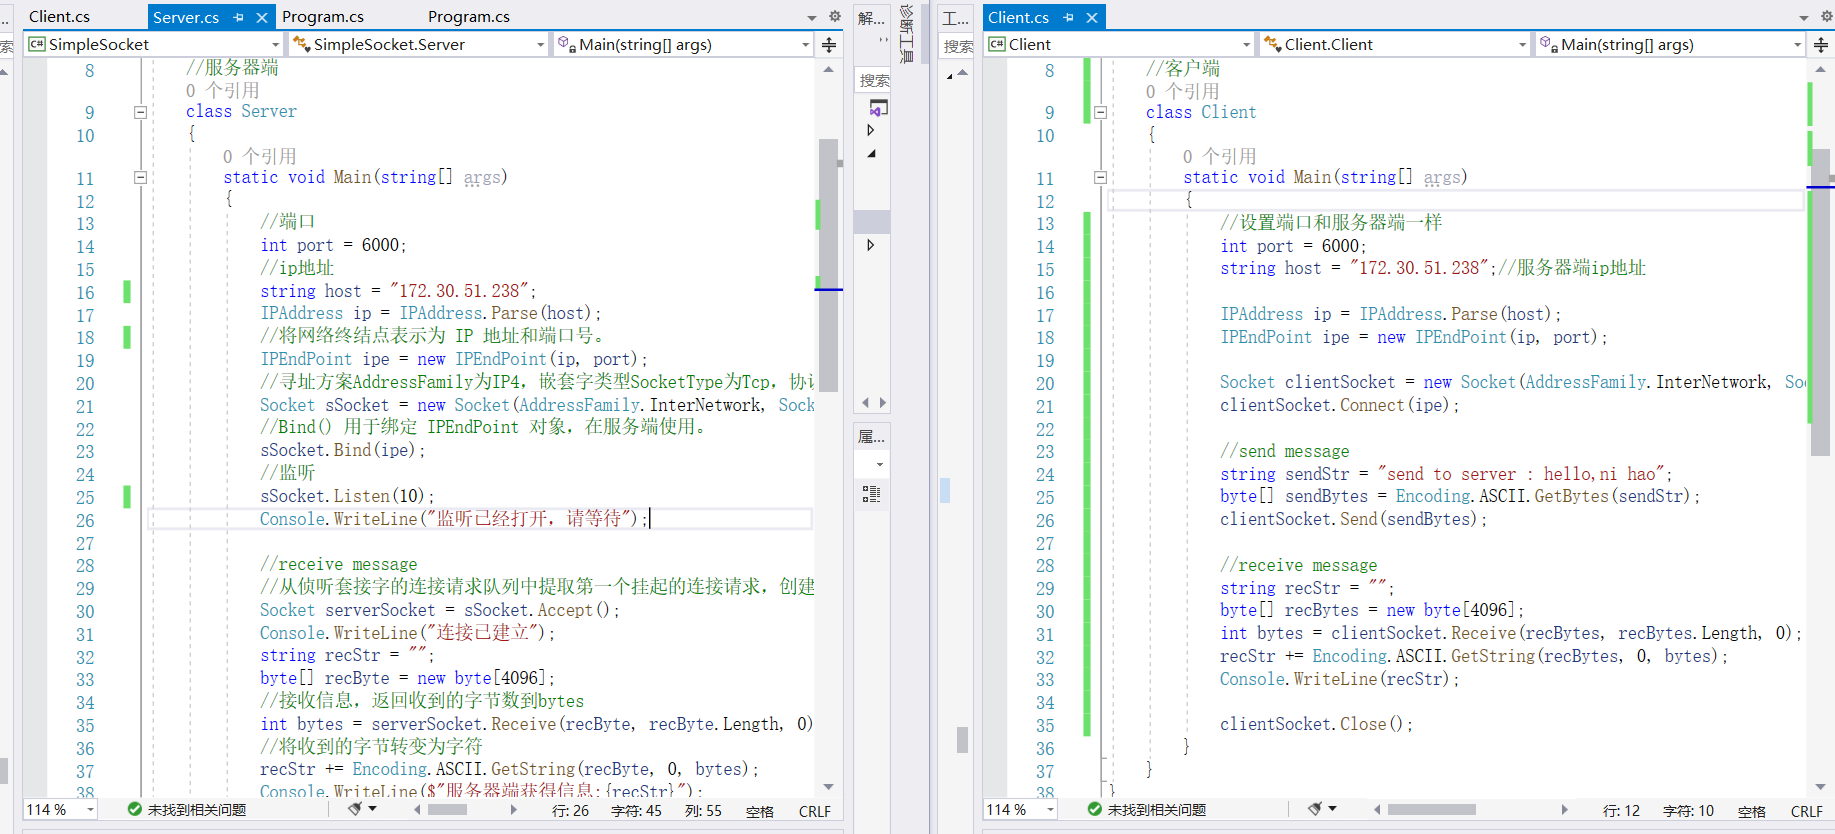 Client.cs
Server.cs
Program.cs
Program.cs
SimpleSocket
SimpleSocket.Server
Main(string[] args)
8 //服务器端
0 个引用
9 class Server
10 {
0 个引用
11 static void Main(string[] args)
12 {
13 //端口
14 int port = 6000;
15 //ip地址
16 string host = "172.30.51.238";
17 IPAddress ip = IPAddress.Parse(host);
18 //将网络终结点表示为 IP 地址和端口号。
19 IPEndPoint ipe = new IPEndPoint(ip, port);
20 //寻址方案AddressFamily为IP4，嵌套字类型SocketType为Tcp，协议
21 Socket sSocket = new Socket(AddressFamily.InterNetwork, Sock
22 //Bind() 用于绑定 IPEndPoint 对象，在服务端使用。
23 sSocket.Bind(ipe);
24 //监听
25 sSocket.Listen(10);
26 Console.WriteLine("监听已经打开，请等待");
27
28 //receive message
29 //从侦听套接字的连接请求队列中提取第一个挂起的连接请求，创建
30 Socket serverSocket = sSocket.Accept();
31 Console.WriteLine("连接已建立");
32 string recStr = "";
33 byte[] recByte = new byte[4096];
34 //接收信息，返回收到的字节数到bytes
35 int bytes = serverSocket.Receive(recByte, recByte.Length, 0)
36 //将收到的字节转变为字符
37 recStr += Encoding.ASCII.GetString(recByte, 0, bytes);
38 Console.WriteLine($"服务器端获得信息:{recStr}");
114 %
未找到相关问题
行: 26
字符: 45
列: 55
空格
CRLF
解...
诊断工具
搜索
属...
工...
搜索
Client.cs
Client
Client.Client
Main(string[] args)
8 //客户端
0 个引用
9 class Client
10 {
0 个引用
11 static void Main(string[] args)
12 {
13 //设置端口和服务器端一样
14 int port = 6000;
15 string host = "172.30.51.238";//服务器端ip地址
16
17 IPAddress ip = IPAddress.Parse(host);
18 IPEndPoint ipe = new IPEndPoint(ip, port);
19
20 Socket clientSocket = new Socket(AddressFamily.InterNetwork, So
21 clientSocket.Connect(ipe);
22
23 //send message
24 string sendStr = "send to server : hello,ni hao";
25 byte[] sendBytes = Encoding.ASCII.GetBytes(sendStr);
26 clientSocket.Send(sendBytes);
27
28 //receive message
29 string recStr = "";
30 byte[] recBytes = new byte[4096];
31 int bytes = clientSocket.Receive(recBytes, recBytes.Length, 0);
32 recStr += Encoding.ASCII.GetString(recBytes, 0, bytes);
33 Console.WriteLine(recStr);
34
35 clientSocket.Close();
36 }
37 }
38 }
114 %
未找到相关问题
行: 12
字符: 10
空格
CRLF